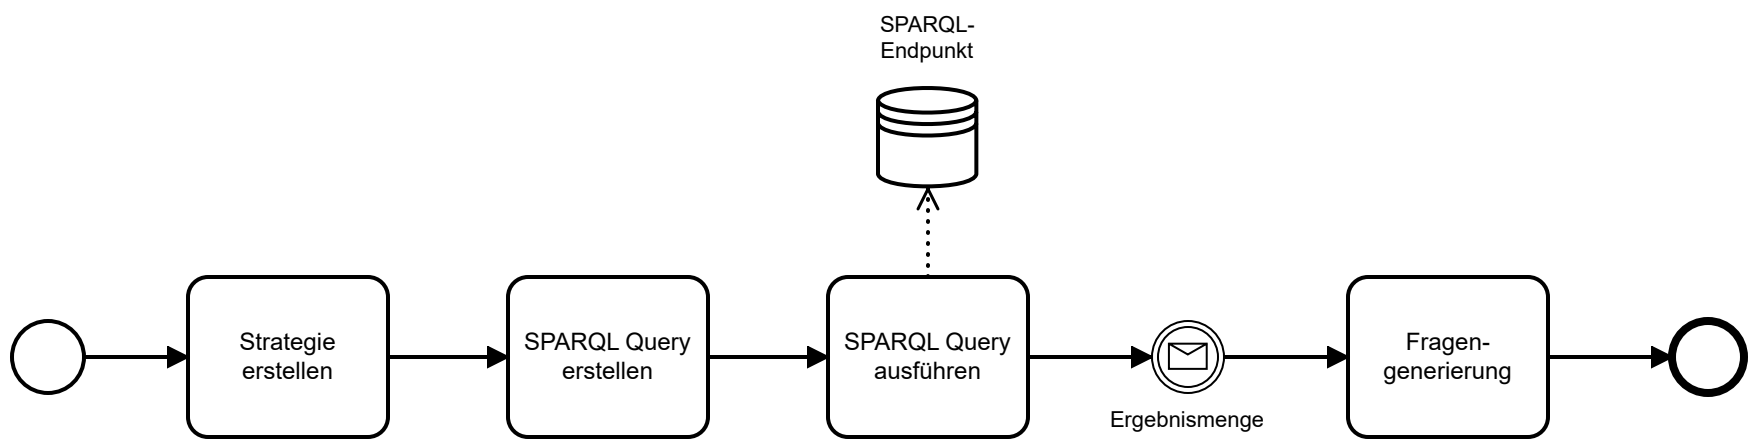 SPARQL-
Endpunkt
Strategie
erstellen
SPARQL Query
erstellen
SPARQL Query
ausführen
Ergebnismenge
Fragen-
generierung